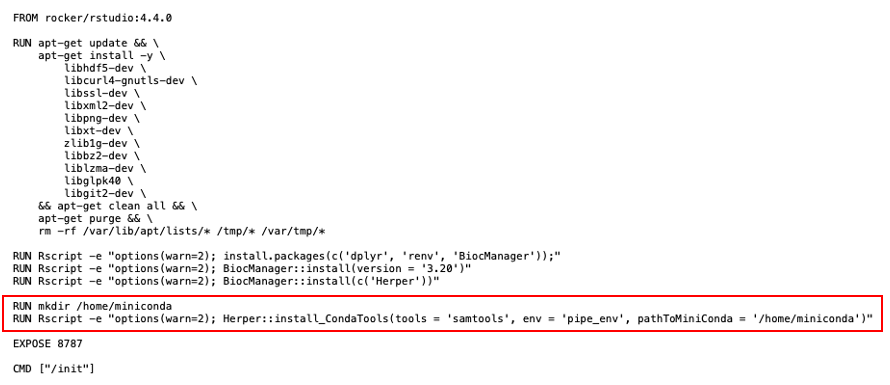 FROM rocker/rstudio:4.4.0
RUN apt-get update && \
apt-get install -y \
libhdf5-dev \
libcurl4-gnutls-dev \
libssl-dev \
libxml2-dev \
libpng-dev \
libxt-dev \
zlib1g-dev \
libbz2-dev \
liblzma-dev \
libglpk40 \
libgit2-dev \
&& apt-get clean all && \
apt-get purge && \
rm -rf /var/lib/apt/lists/* /tmp/* /var/tmp/*
RUN Rscript -e "options(warn=2); install.packages(c('dplyr', 'renv', 'BiocManager'));"
RUN Rscript -e "options(warn=2); BiocManager::install(version = '3.20')"
RUN Rscript -e "options(warn=2); BiocManager::install(c('Herper'))"
RUN mkdir /home/miniconda
RUN Rscript -e "options(warn=2); Herper::install_CondaTools(tools = 'samtools', env = 'pipe_env', pathToMiniConda = '/home/miniconda')"
EXPOSE 8787
CMD ["/init"]